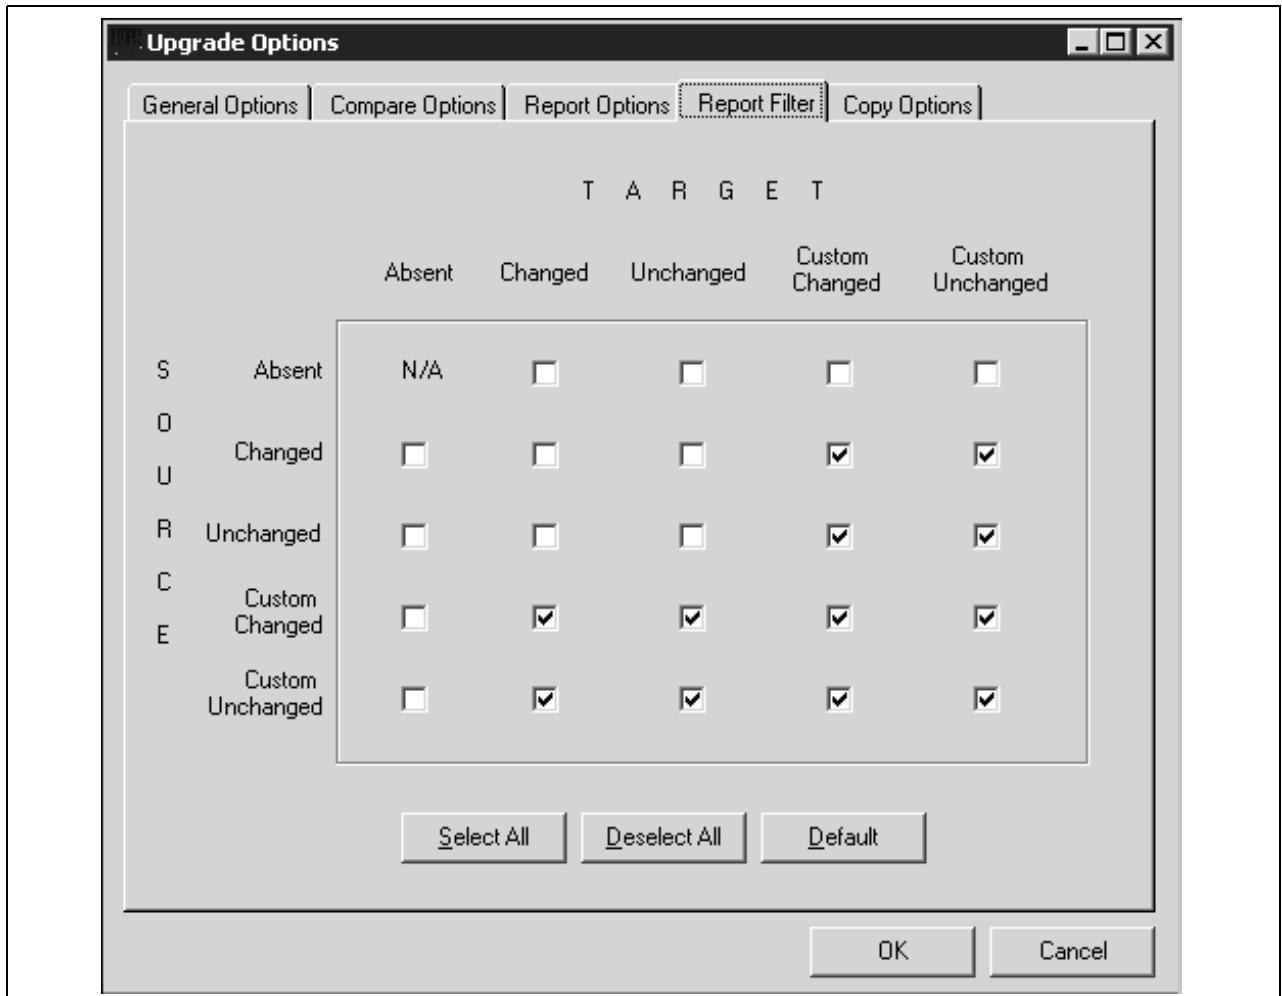 Upgrade Options
General Options Compare Options Report Options Report Filter Copy Options
T A R G E T
Absent Changed Unchanged Custom Changed Custom Unchanged
S O U R C E
Absent N/A
Changed
Unchanged
Custom
Changed
Custom
Unchanged
Select All Deselect All Default
OK Cancel